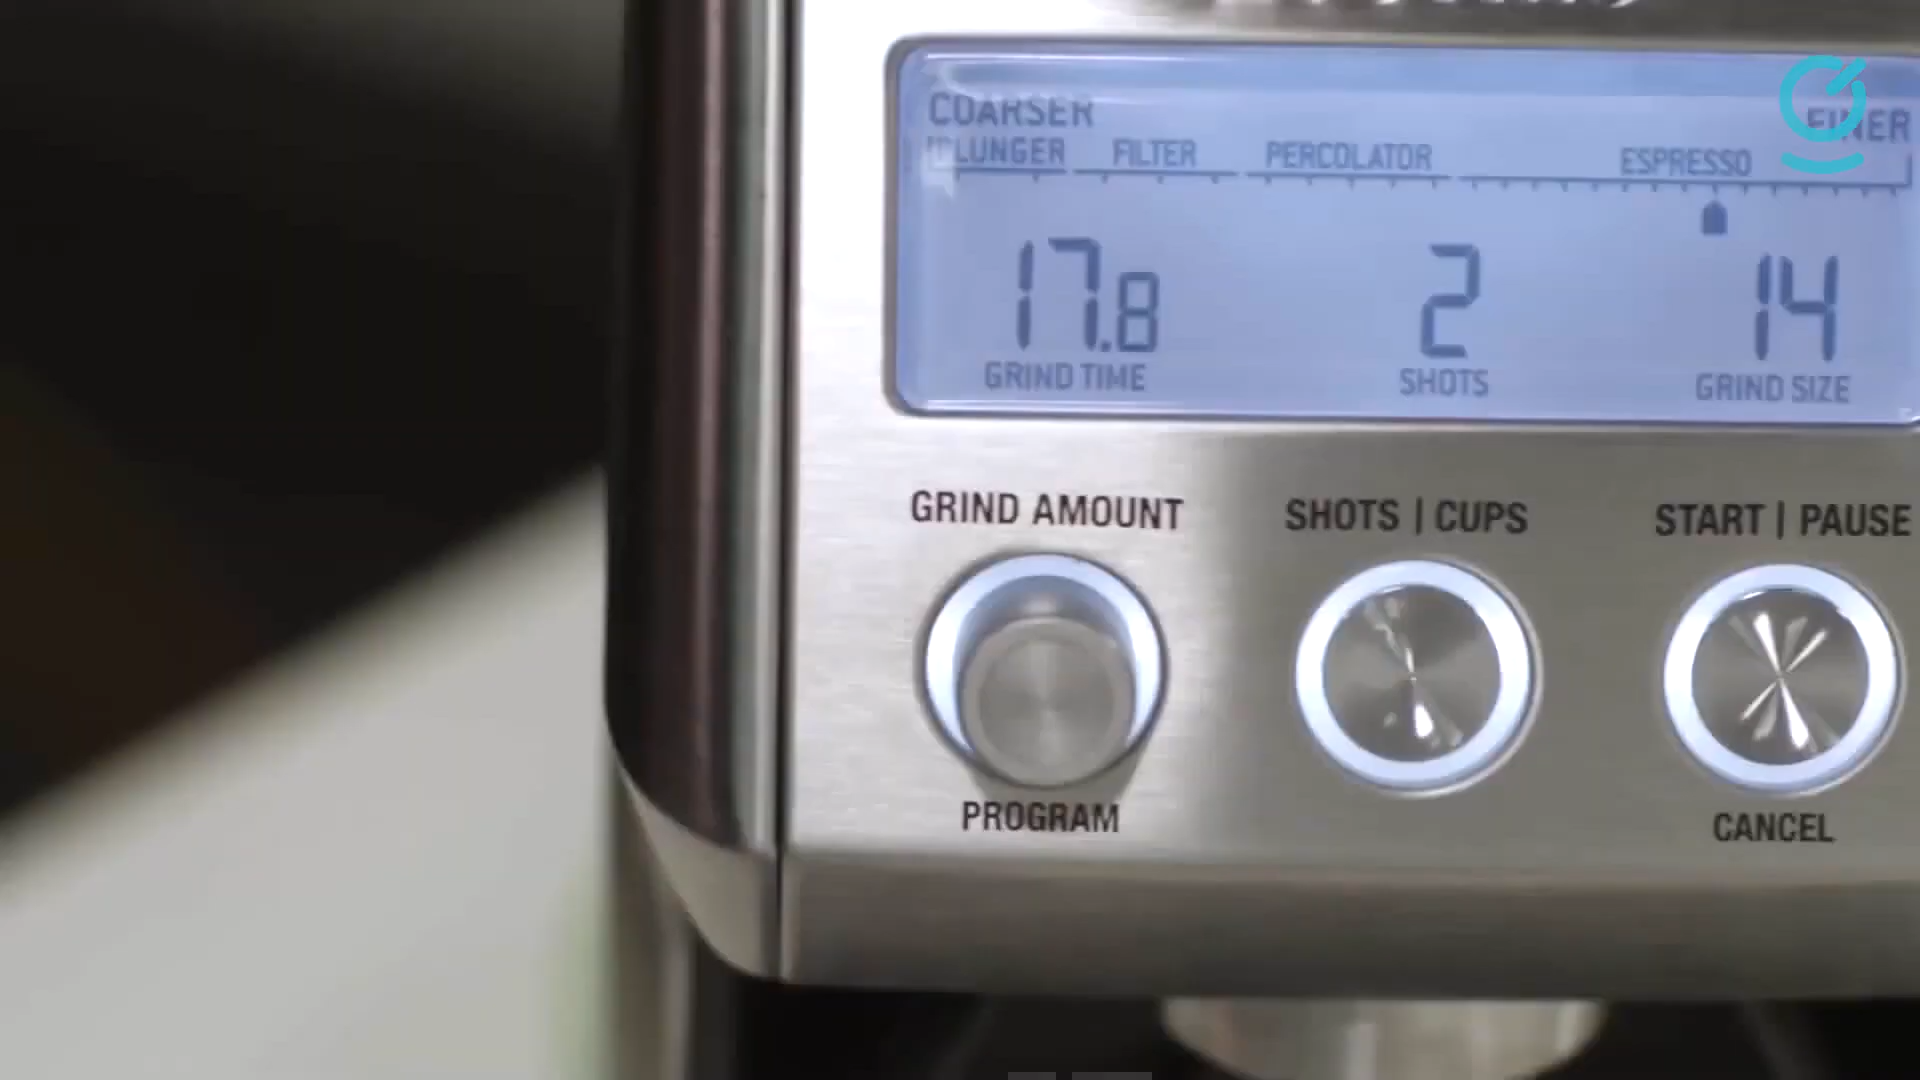 COARSER FINER
PLUNGER FILTER PERCOLATOR ESPRESSO
17.8 2 14
GRIND TIME SHOTS GRIND SIZE
GRIND AMOUNT SHOTS | CUPS START | PAUSE
PROGRAM CANCEL